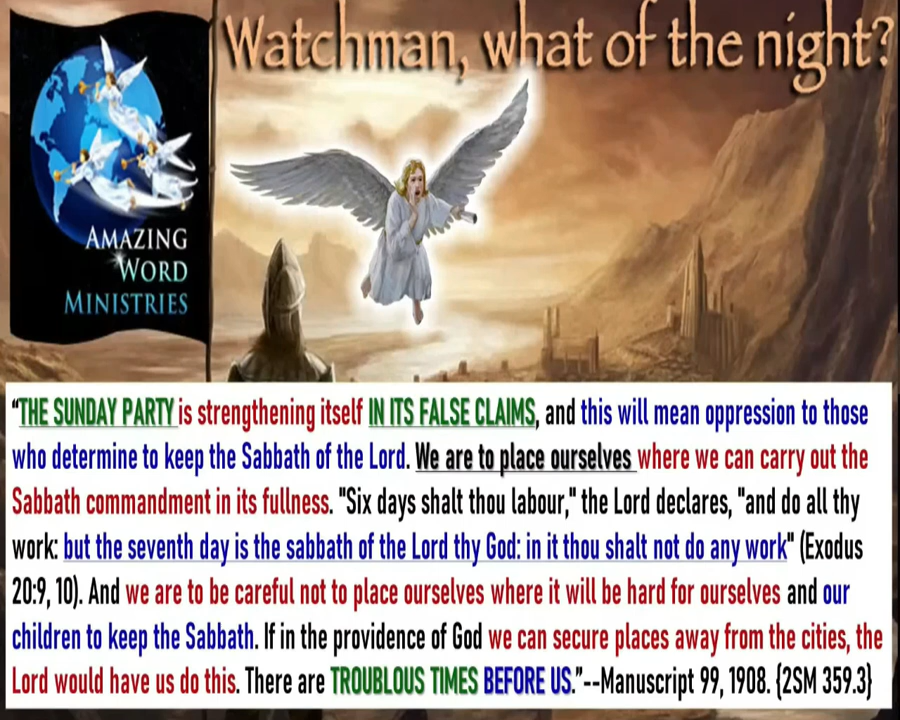 Watchman, what of the night?
AMAZING
WORD
MINISTRIES
“THE SUNDAY PARTY is strengthening itself IN ITS FALSE CLAIMS, and this will mean oppression to those
who determine to keep the Sabbath of the Lord. We are to place ourselves where we can carry out the
Sabbath commandment in its fullness. "Six days shalt thou labour," the Lord declares, "and do all thy
work: but the seventh day is the sabbath of the Lord thy God: in it thou shalt not do any work" (Exodus
20:9, 10). And we are to be careful not to place ourselves where it will be hard for ourselves and our
children to keep the Sabbath. If in the providence of God we can secure places away from the cities, the
Lord would have us do this. There are TROUBLOUS TIMES BEFORE US.”--Manuscript 99, 1908. {2SM 359.3}